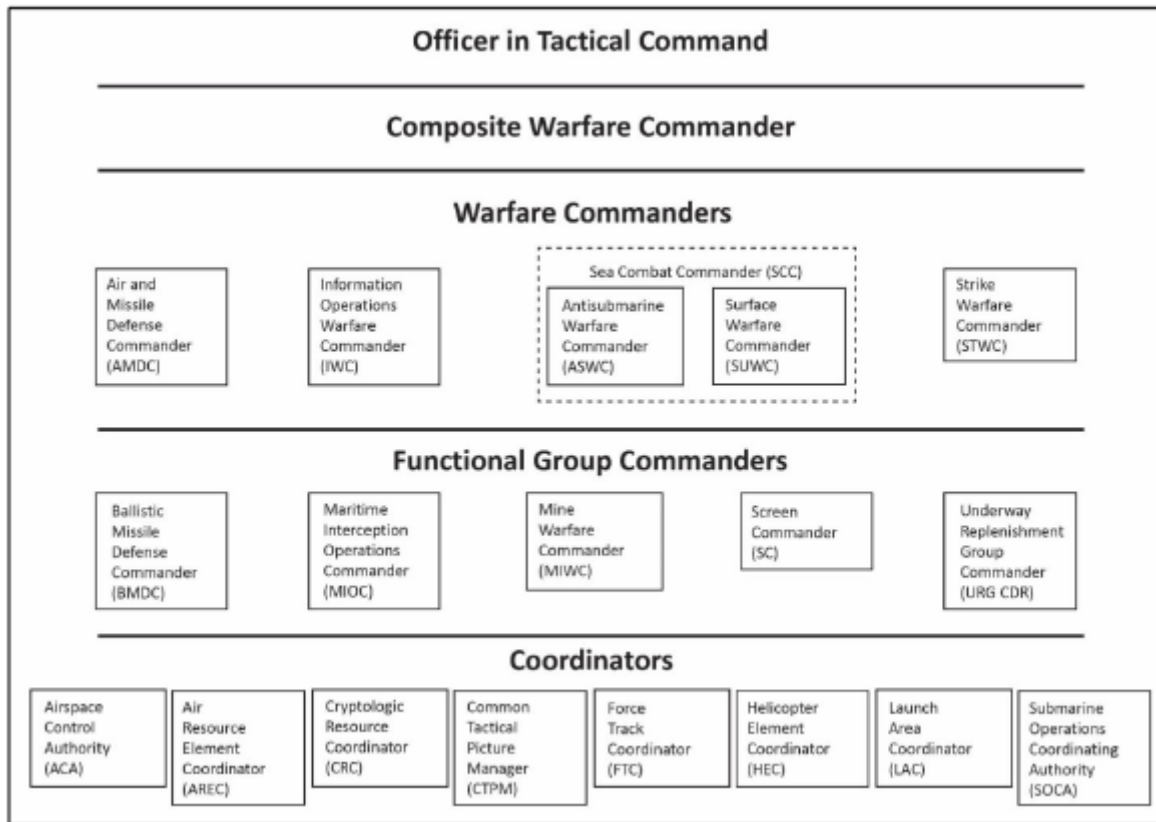 Officer in Tactical Command
Composite Warfare Commander
Warfare Commanders
Air and
Missile
Defense
Commander
(AMDC)
Information
Operations
Warfare
Commander
(IWC)
Sea Combat Commander (SCC)
Antisubmarine
Warfare
Commander
(ASWC)
Surface
Warfare
Commander
(SUWC)
Strike
Warfare
Commander
(STWC)
Functional Group Commanders
Ballistic
Missile
Defense
Commander
(BMDC)
Maritime
Interception
Operations
Commander
(MIOC)
Mine
Warfare
Commander
(MIWC)
Screen
Commander
(SC)
Underway
Replenishment
Group
Commander
(URG CDR)
Coordinators
Airspace
Control
Authority
(ACA)
Air
Resource
Element
Coordinator
(AREC)
Cryptologic
Resource
Coordinator
(CRC)
Common
Tactical
Picture
Manager
(CTPM)
Force
Track
Coordinator
(FTC)
Helicopter
Element
Coordinator
(HEC)
Launch
Area
Coordinator
(LAC)
Submarine
Operations
Coordinating
Authority
(SOCA)